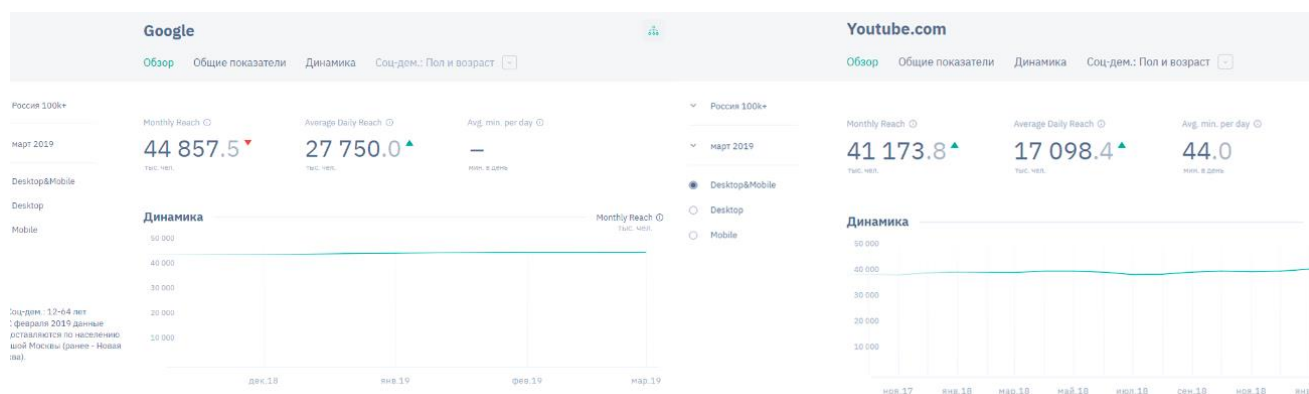 Google
Обзор Общие показатели Динамика Соц-дем.: Пол и возраст
Россия 100k+
март 2019
Desktop&Mobile
Desktop
Mobile
Monthly Reach
44 857.5
тыс. чел.
Average Daily Reach
27 750.0
тыс. чел.
Avg. min. per day
—
мин. в день
Динамика
Monthly Reach
тыс. чел.
50 000
40 000
30 000
20 000
10 000
дек.18 янв.19 фев.19 мар.19
Соц-дем.: 12-64 лет
С февраля 2019 данные
доставляются по населению
шой Москвы (ранее - Новая
ква).
Youtube.com
Обзор Общие показатели Динамика Соц-дем.: Пол и возраст
Россия 100k+
март 2019
Desktop&Mobile
Desktop
Mobile
Monthly Reach
41 173.8
тыс. чел.
Average Daily Reach
17 098.4
тыс. чел.
Avg. min. per day
44.0
мин. в день
Динамика
50 000
40 000
30 000
20 000
10 000
ноя.17 янв.18 мар.18 май.18 июл.18 сен.18 ноя.18 янв